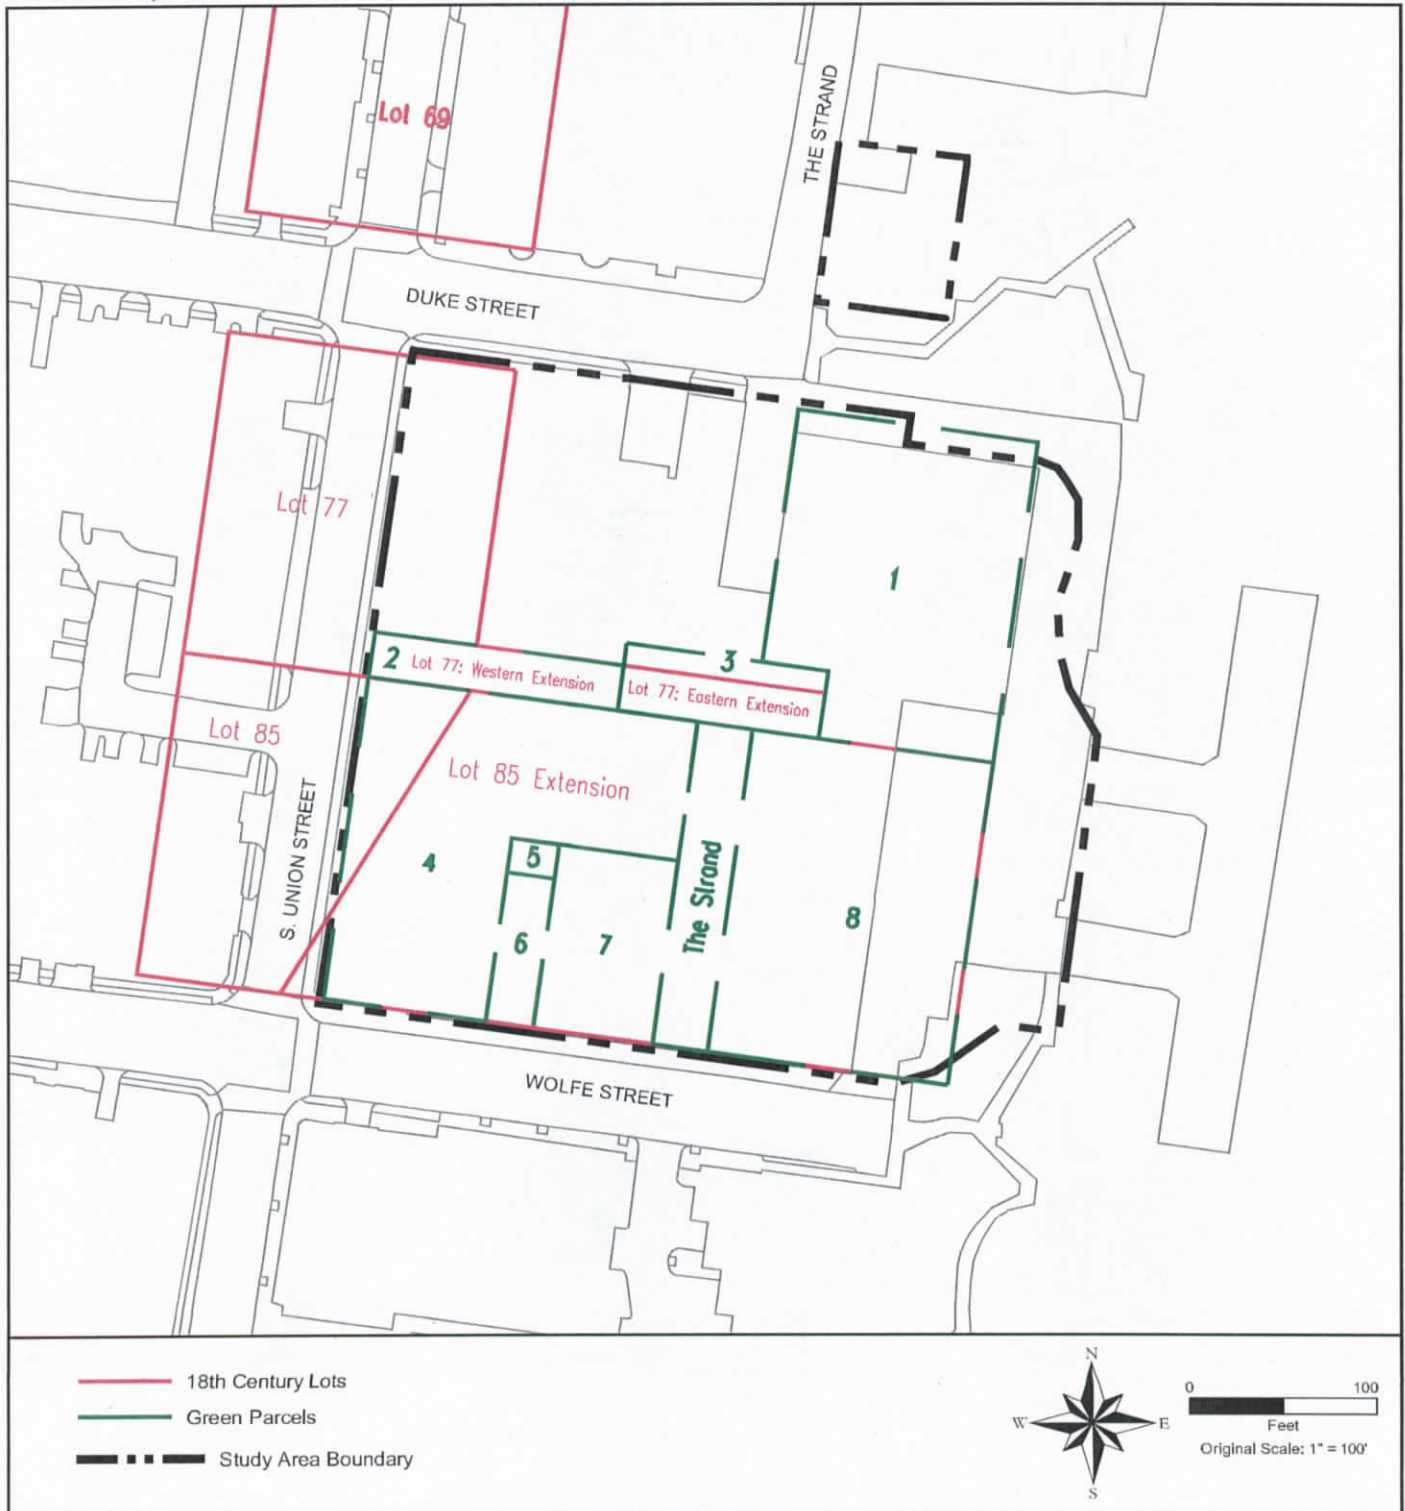 Lot 69
THE STRAND
DUKE STREET
Lot 77
1
2 Lot 77: Western Extension
3
Lot 77: Eastern Extension
Lot 85
Lot 85 Extension
S. UNION STREET
4
5
6
7
The Strand
8
WOLFE STREET
18th Century Lots
Green Parcels
Study Area Boundary
N
W
E
S
0 100
Feet
Original Scale: 1" = 100'